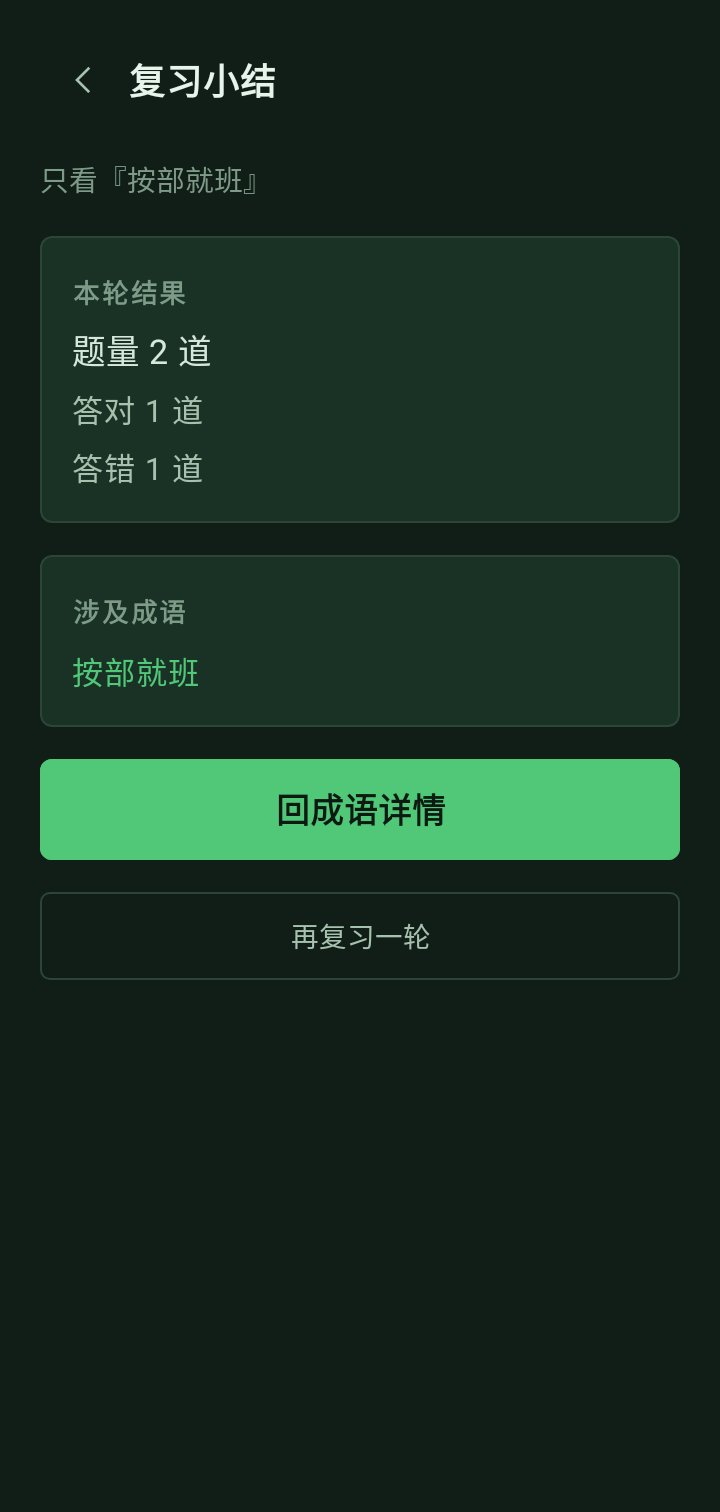 复习小结
只看『按部就班』
本轮结果
题量 2 道
答对 1 道
答错 1 道
涉及成语
按部就班
回成语详情
再复习一轮